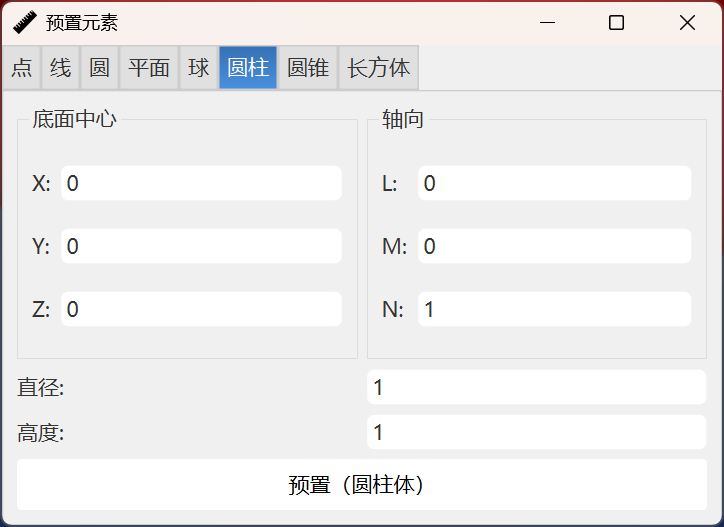 预置元素
点 线 圆 平面 球 圆柱 圆锥 长方体
底面中心 轴向
X: 0 L: 0
Y: 0 M: 0
Z: 0 N: 1
直径: 1
高度: 1
预置（圆柱体）